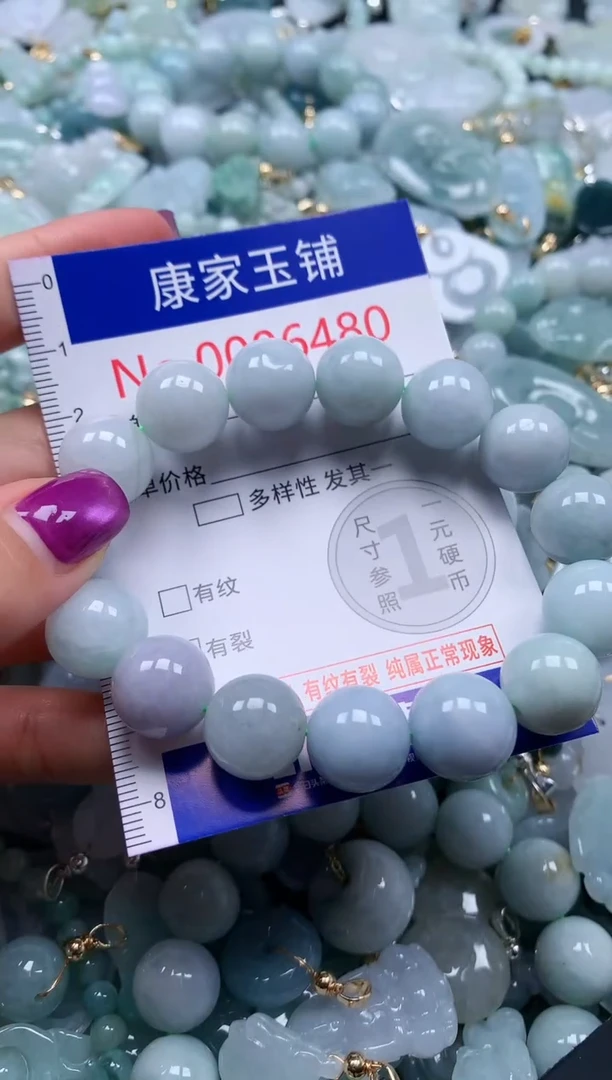 0
康家玉铺
1
No.0026480
2
单价格
多样性 发其一
一元硬币
尺寸参照
1
有纹
有裂
有纹有裂 纯属正常现象
8